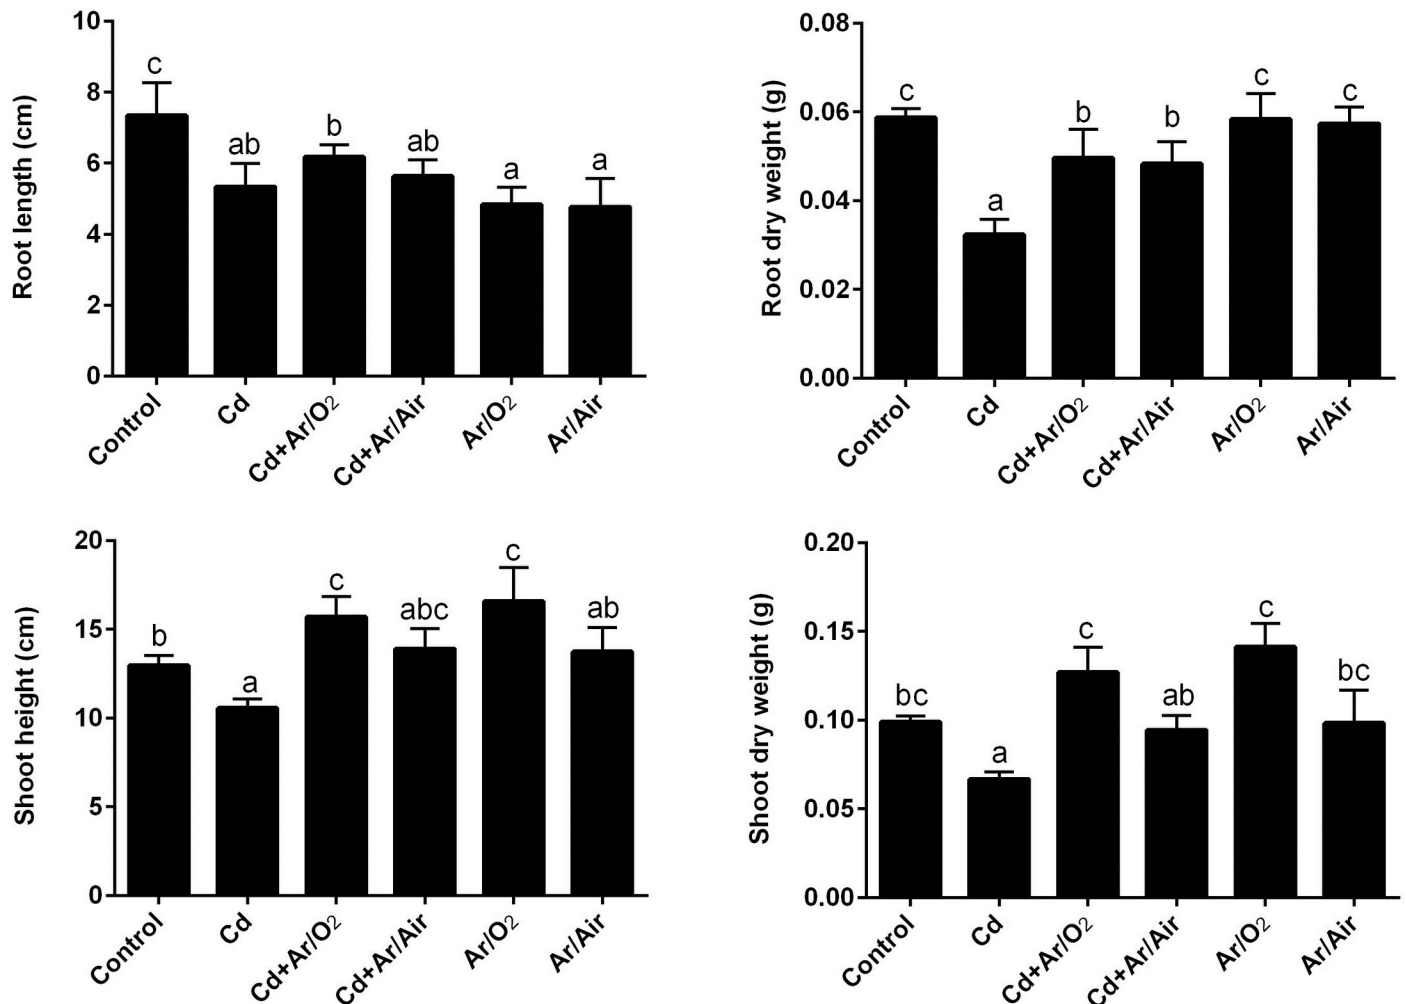 Root length (cm)
10
8
6
4
2
0
c
ab
b
ab
a
a
Control
Cd
Cd+Ar/O2
Cd+Ar/Air
Ar/O2
Ar/Air
Root dry weight (g)
0.08
0.06
0.04
0.02
0.00
c
a
b
b
c
c
Control
Cd
Cd+Ar/O2
Cd+Ar/Air
Ar/O2
Ar/Air
Shoot height (cm)
20
15
10
5
0
b
a
c
abc
c
ab
Control
Cd
Cd+Ar/O2
Cd+Ar/Air
Ar/O2
Ar/Air
Shoot dry weight (g)
0.20
0.15
0.10
0.05
0.00
bc
a
c
ab
c
bc
Control
Cd
Cd+Ar/O2
Cd+Ar/Air
Ar/O2
Ar/Air